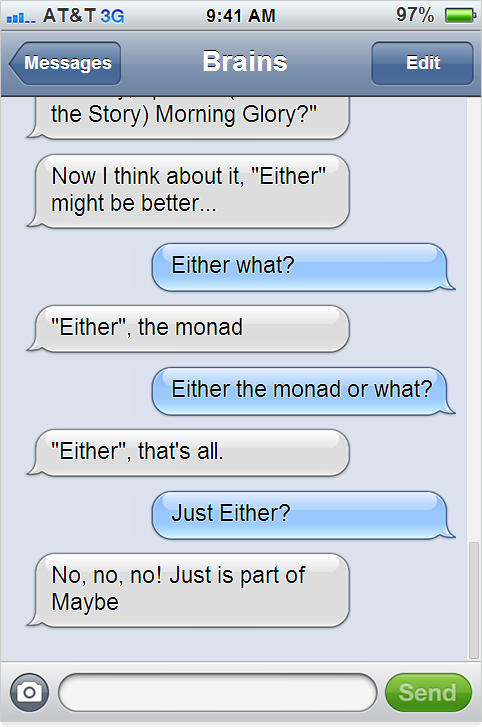 AT&T 3G 9:41 AM 97%
Messages Brains Edit
the Story) Morning Glory?"
Now I think about it, "Either"
might be better...
Either what?
"Either", the monad
Either the monad or what?
"Either", that's all.
Just Either?
No, no, no! Just is part of
Maybe
Send